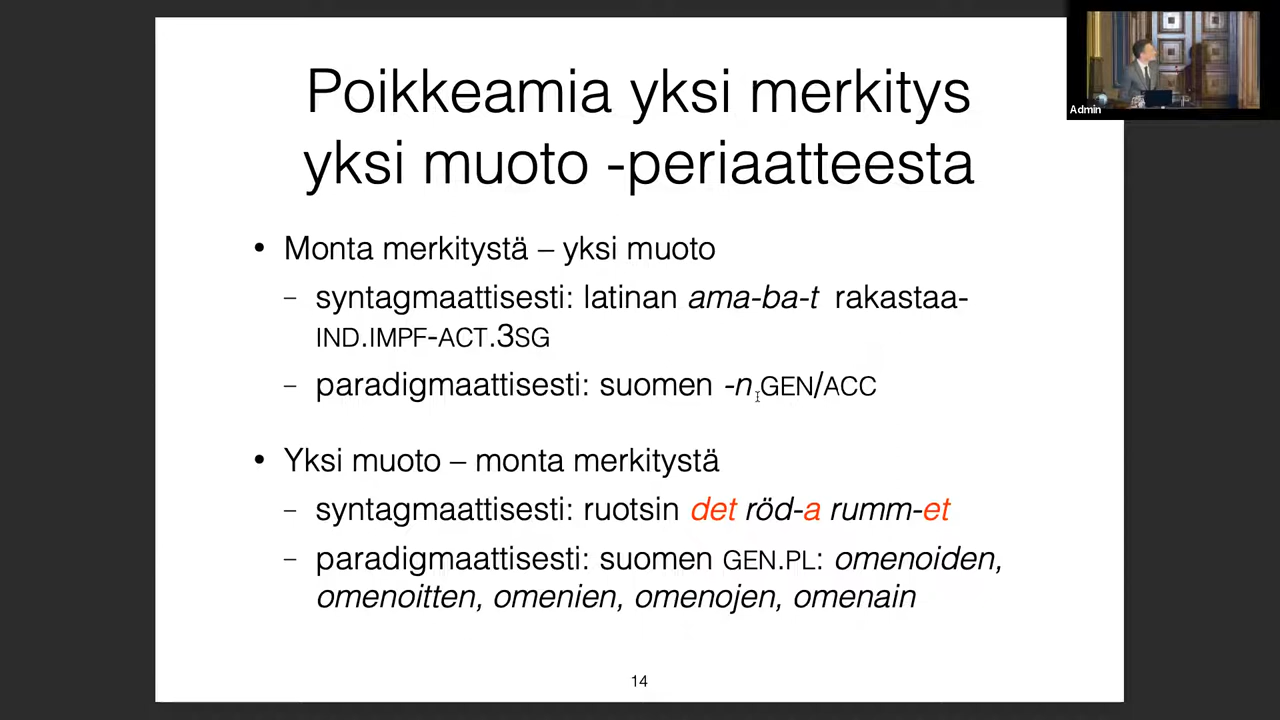 Poikkeamia yksi merkitys
yksi muoto -periaatteesta
• Monta merkitystä – yksi muoto
– syntagmaattisesti: latinan ama-ba-t rakastaa-
IND.IMPF-ACT.3SG
– paradigmaattisesti: suomen -n GEN/ACC
• Yksi muoto – monta merkitystä
– syntagmaattisesti: ruotsin det röd-a rumm-et
– paradigmaattisesti: suomen GEN.PL: omenoiden,
omenoitten, omenien, omenojen, omenain
14
Admin